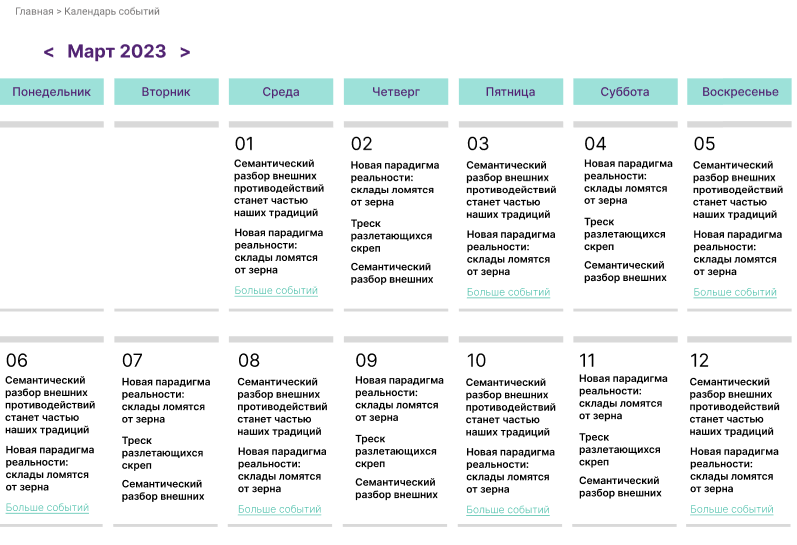 Главная > Календарь событий
< Март 2023 >
Понедельник
Вторник
Среда
Четверг
Пятница
Суббота
Воскресенье
01
Семантический
разбор внешних
противодействий
станет частью
наших традиций
Новая парадигма
реальности:
склады ломятся
от зерна
Больше событий
02
Новая парадигма
реальности:
склады ломятся
от зерна
Треск
разлетающихся
скреп
Семантический
разбор внешних
03
Семантический
разбор внешних
противодействий
станет частью
наших традиций
Новая парадигма
реальности:
склады ломятся
от зерна
Больше событий
04
Новая парадигма
реальности:
склады ломятся
от зерна
Треск
разлетающихся
скреп
Семантический
разбор внешних
05
Семантический
разбор внешних
противодействий
станет частью
наших традиций
Новая парадигма
реальности:
склады ломятся
от зерна
Больше событий
06
Семантический
разбор внешних
противодействий
станет частью
наших традиций
Новая парадигма
реальности:
склады ломятся
от зерна
Больше событий
07
Новая парадигма
реальности:
склады ломятся
от зерна
Треск
разлетающихся
скреп
Семантический
разбор внешних
08
Семантический
разбор внешних
противодействий
станет частью
наших традиций
Новая парадигма
реальности:
склады ломятся
от зерна
Больше событий
09
Новая парадигма
реальности:
склады ломятся
от зерна
Треск
разлетающихся
скреп
Семантический
разбор внешних
10
Семантический
разбор внешних
противодействий
станет частью
наших традиций
Новая парадигма
реальности:
склады ломятся
от зерна
Больше событий
11
Новая парадигма
реальности:
склады ломятся
от зерна
Треск
разлетающихся
скреп
Семантический
разбор внешних
12
Семантический
разбор внешних
противодействий
станет частью
наших традиций
Новая парадигма
реальности:
склады ломятся
от зерна
Больше событий